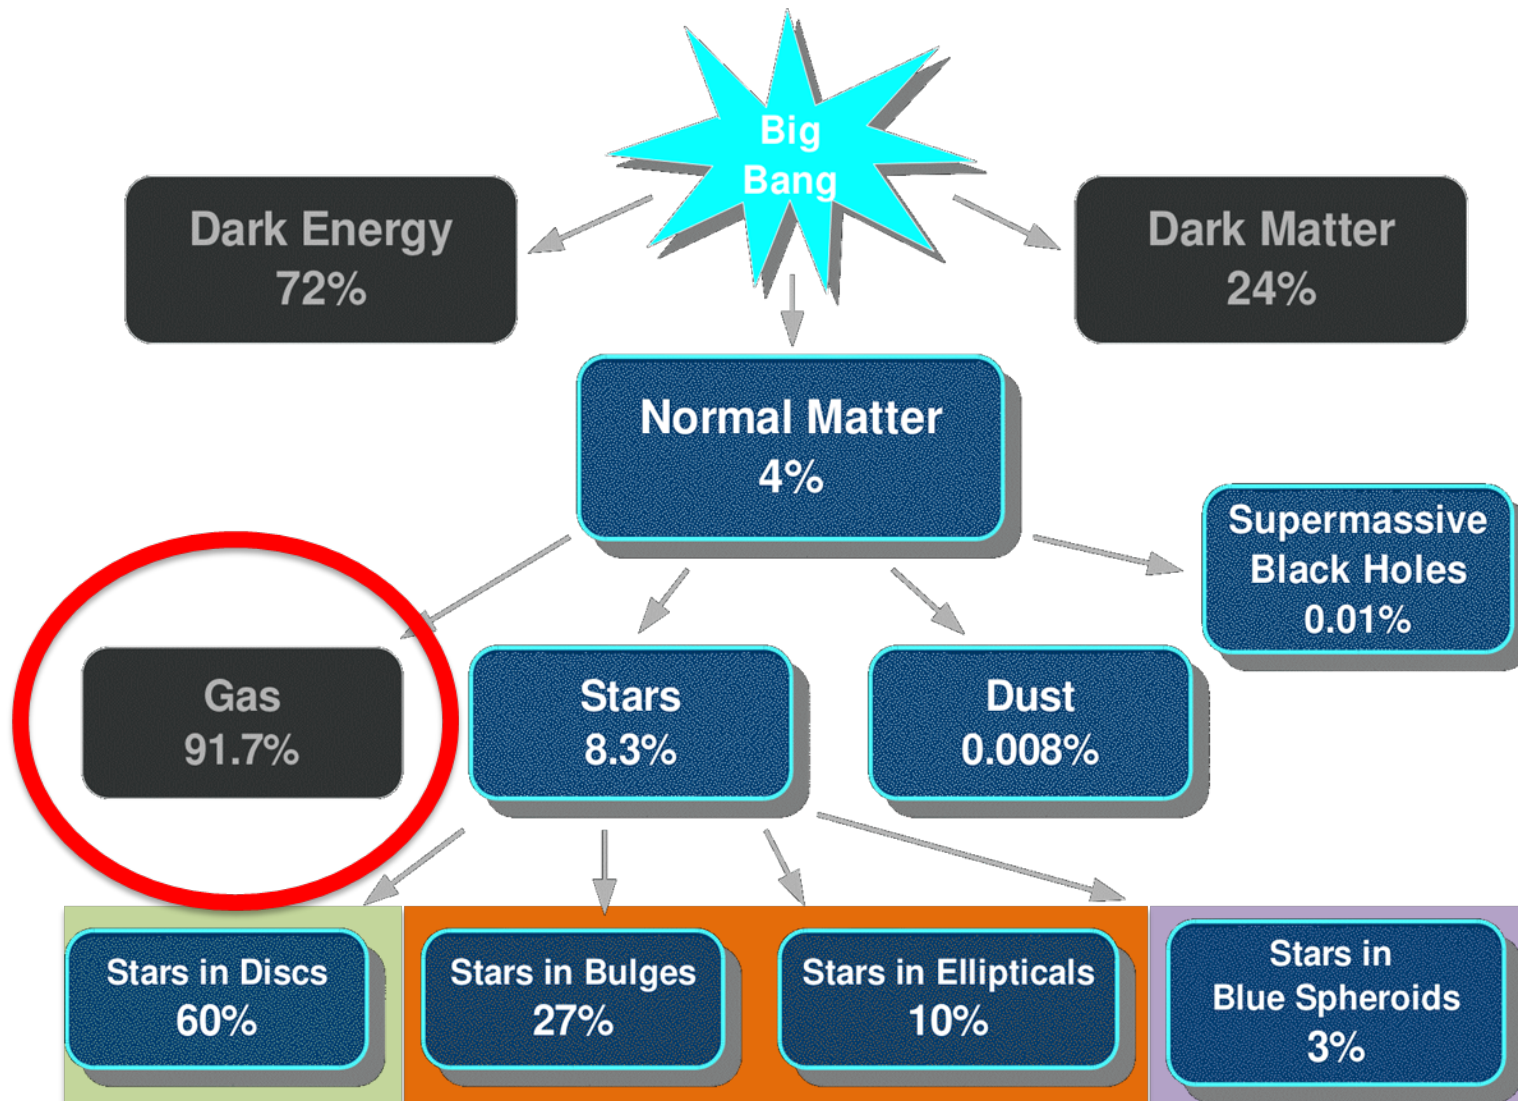 Big
Bang
Dark Energy
72%
Dark Matter
24%
Normal Matter
4%
Supermassive
Black Holes
0.01%
Gas
91.7%
Stars
8.3%
Dust
0.008%
Stars in Discs
60%
Stars in Bulges
27%
Stars in Ellipticals
10%
Stars in
Blue Spheroids
3%